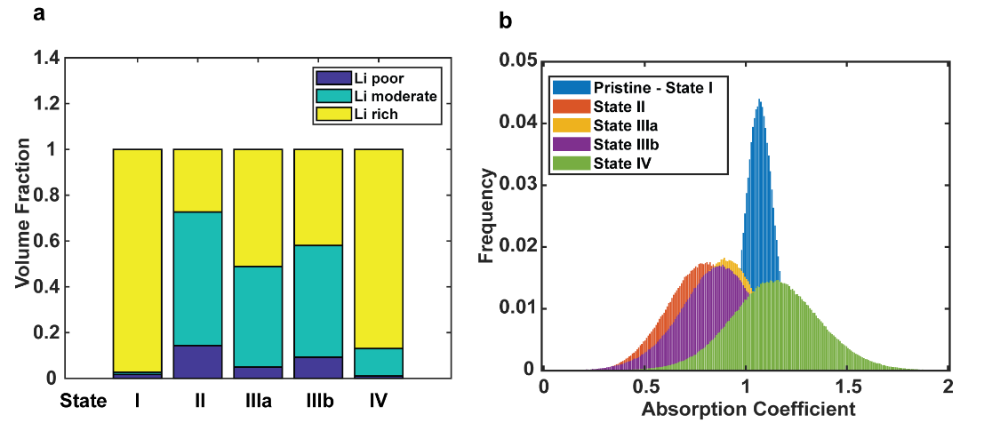 a
1.4
1.2
1
0.8
0.6
0.4
0.2
0
Volume Fraction
Li poor
Li moderate
Li rich
State I II IIIa IIIb IV
b
0.05
0.04
0.03
0.02
0.01
0
Frequency
Pristine - State I
State II
State IIIa
State IIIb
State IV
0 0.5 1 1.5 2
Absorption Coefficient